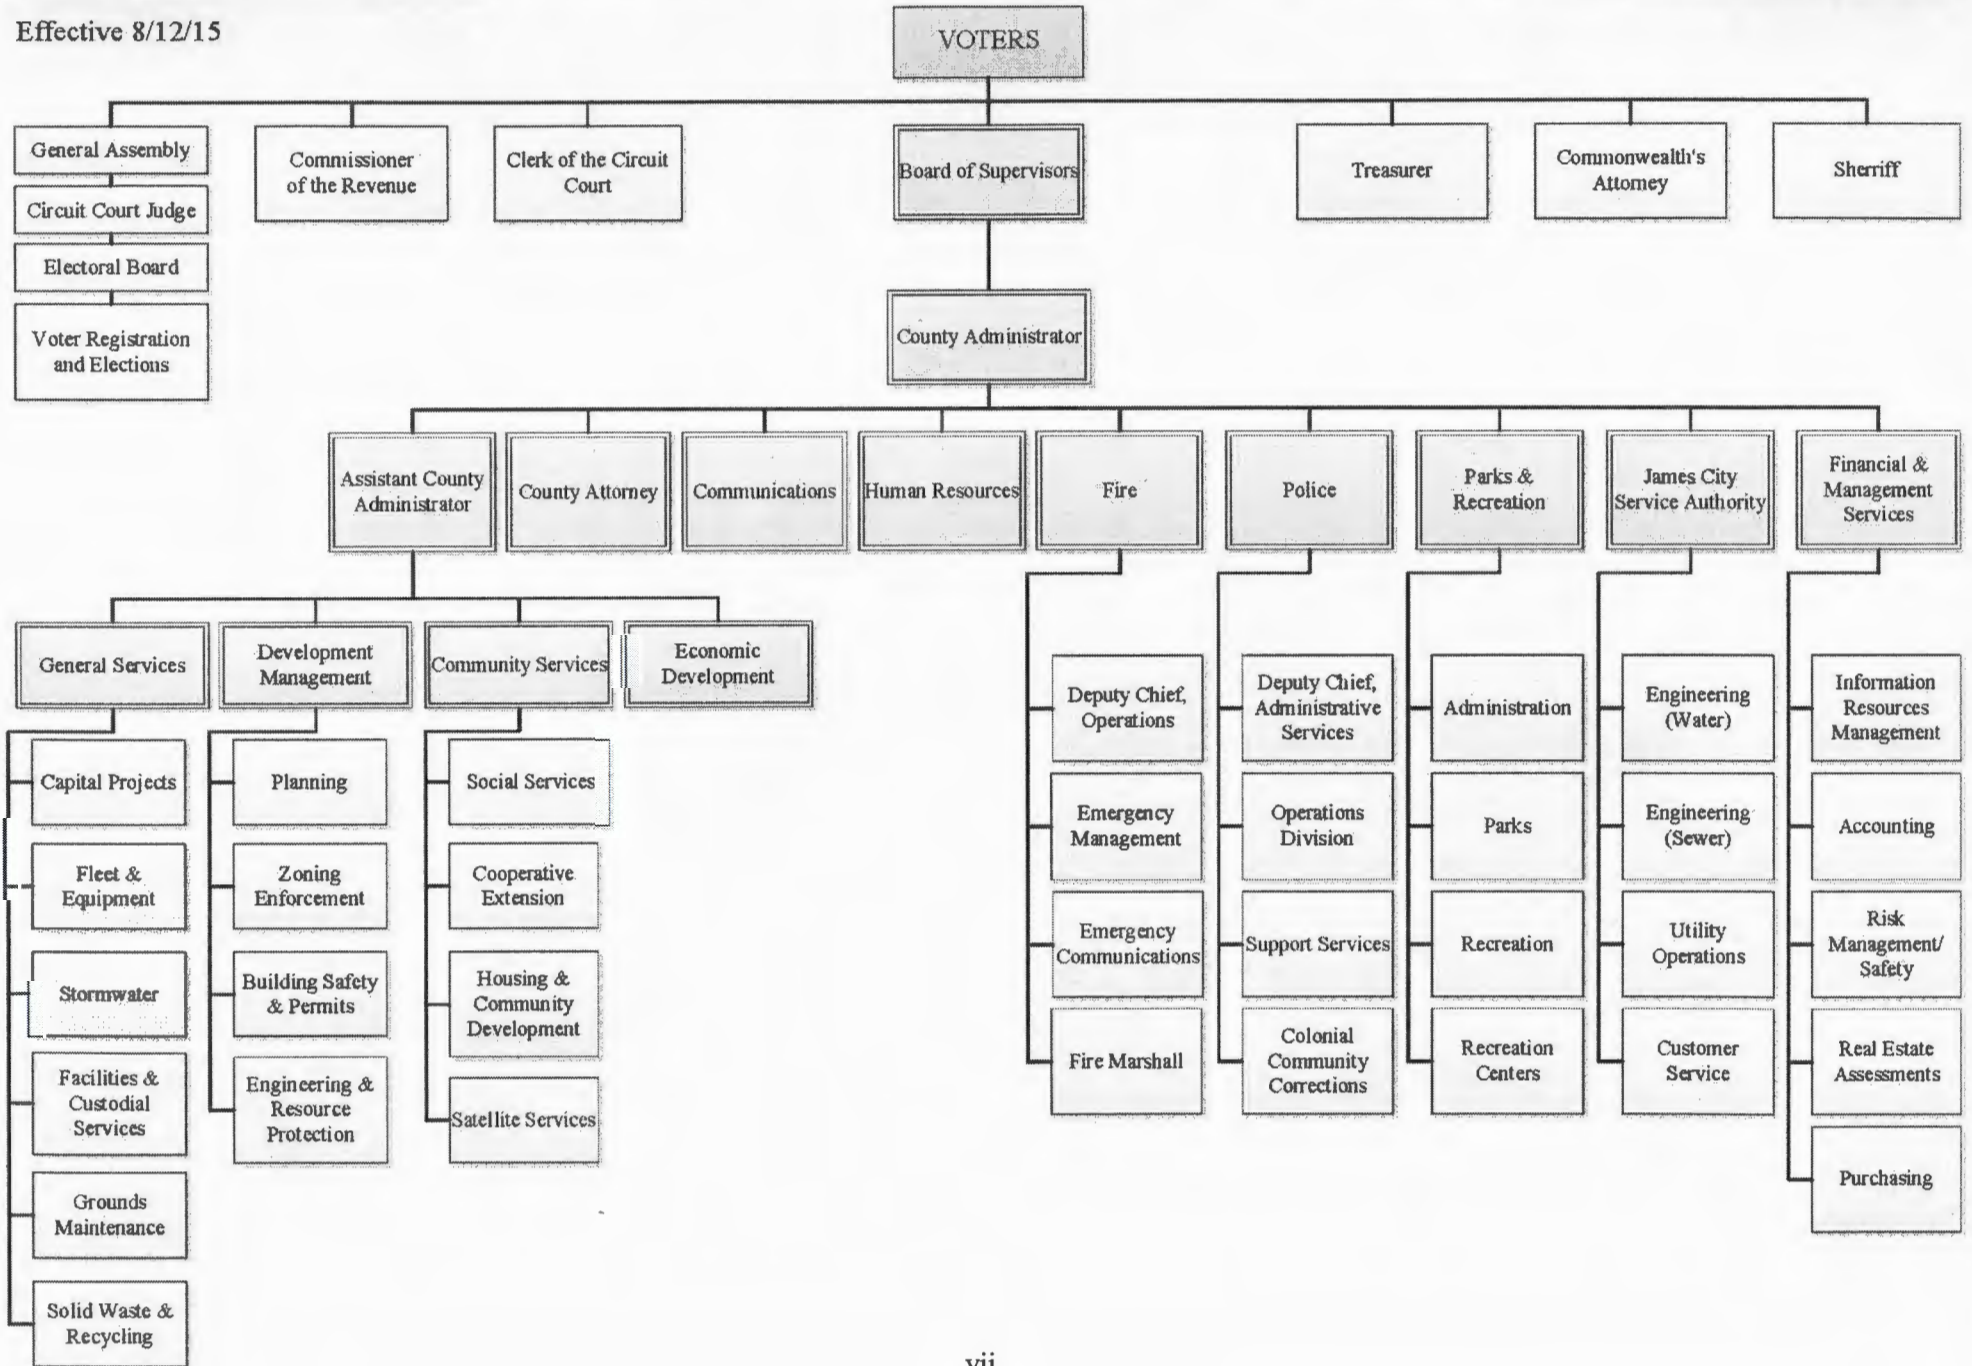 Effective 8/12/15
VOTERS
General Assembly
Circuit Court Judge
Electoral Board
Voter Registration
and Elections
Commissioner
of the Revenue
Clerk of the Circuit
Court
Board of Supervisors
Treasurer
Commonwealth's
Attorney
Sherriff
County Administrator
Assistant County
Administrator
County Attorney
Communications
Human Resources
Fire
Police
Parks &
Recreation
James City
Service Authority
Financial &
Management
Services
General Services
Development
Management
Community Services
Economic
Development
Capital Projects
Fleet &
Equipment
Stormwater
Facilities &
Custodial
Services
Grounds
Maintenance
Solid Waste &
Recycling
Planning
Zoning
Enforcement
Building Safety
& Permits
Engineering &
Resource
Protection
Social Services
Cooperative
Extension
Housing &
Community
Development
Satellite Services
Deputy Chief,
Operations
Emergency
Management
Emergency
Communications
Fire Marshall
Deputy Chief,
Administrative
Services
Operations
Division
Support Services
Colonial
Community
Corrections
Administration
Parks
Recreation
Recreation
Centers
Engineering
(Water)
Engineering
(Sewer)
Utility
Operations
Customer
Service
Information
Resources
Management
Accounting
Risk
Management/
Safety
Real Estate
Assessments
Purchasing
vii